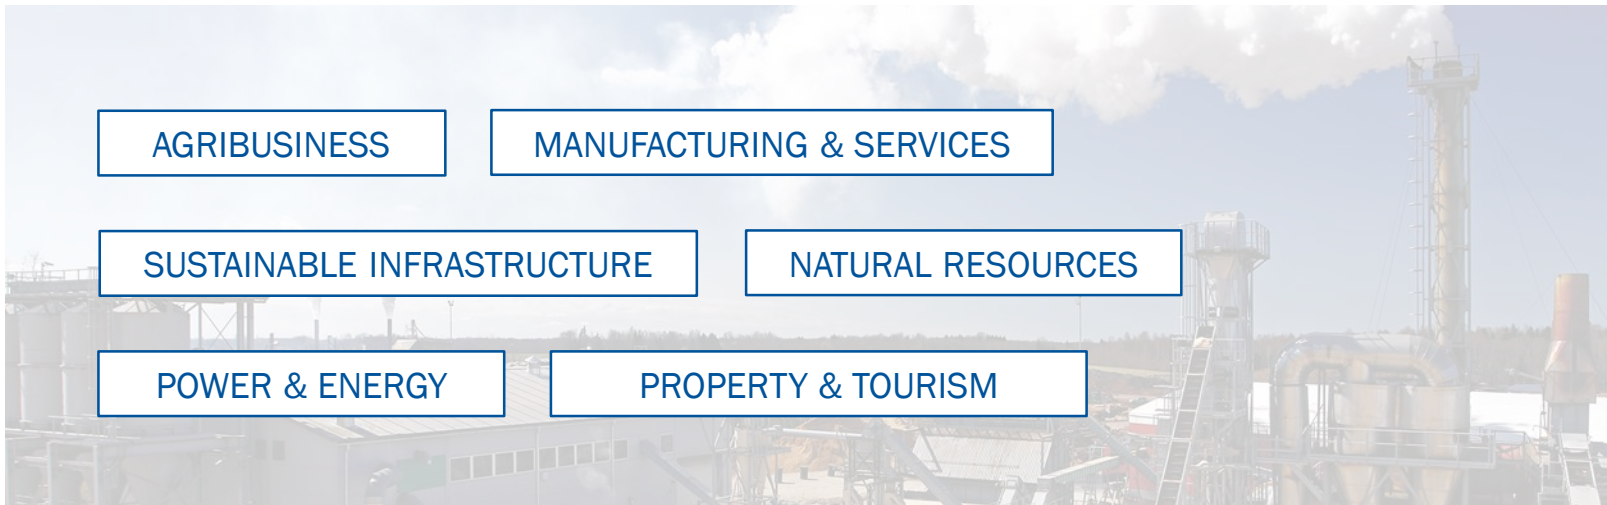 AGRIBUSINESS
MANUFACTURING & SERVICES
SUSTAINABLE INFRASTRUCTURE
NATURAL RESOURCES
POWER & ENERGY
PROPERTY & TOURISM